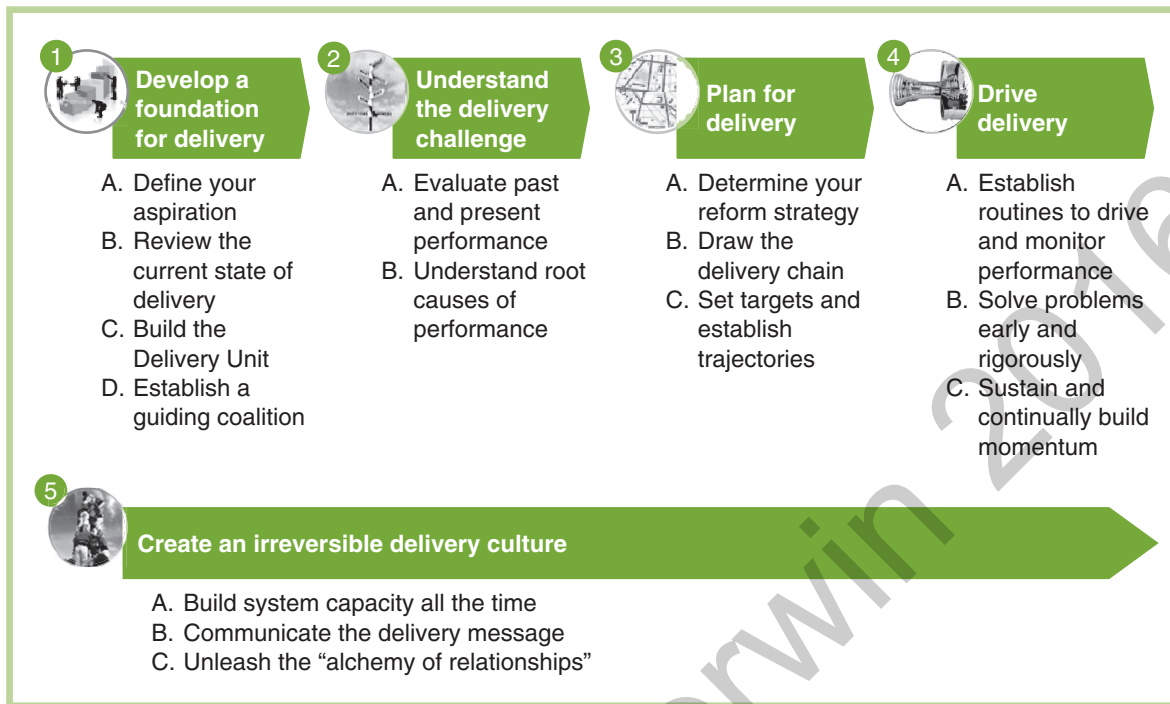 1
Develop a
foundation
for delivery
A. Define your
aspiration
B. Review the
current state of
delivery
C. Build the
Delivery Unit
D. Establish a
guiding coalition
2
Understand
the delivery
challenge
A. Evaluate past
and present
performance
B. Understand root
causes of
performance
3
Plan for
delivery
A. Determine your
reform strategy
B. Draw the
delivery chain
C. Set targets and
establish
trajectories
4
Drive
delivery
A. Establish
routines to drive
and monitor
performance
B. Solve problems
early and
rigorously
C. Sustain and
continually build
momentum
5
Create an irreversible delivery culture
A. Build system capacity all the time
B. Communicate the delivery message
C. Unleash the “alchemy of relationships”
rwin 2016